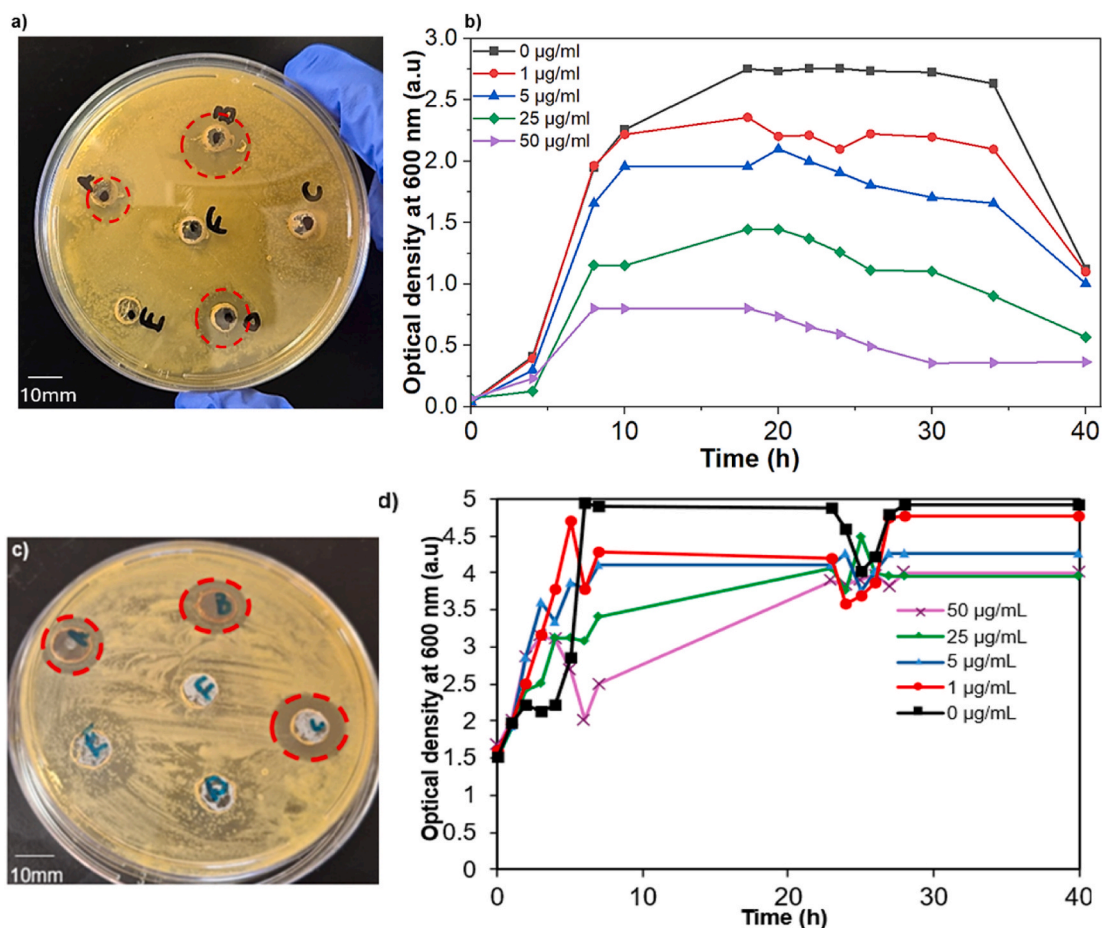 a)
B
A
C
F
E
D
10mm
b)
Optical density at 600 nm (a.u)
3.0
2.5
2.0
1.5
1.0
0.5
0.0
0 µg/ml
1 µg/ml
5 µg/ml
25 µg/ml
50 µg/ml
0 10 20 30 40
Time (h)
c)
B
A
F
C
E
D
10mm
d)
Optical density at 600 nm (a.u)
5
4.5
4
3.5
3
2.5
2
1.5
1
0.5
0
50 µg/mL
25 µg/mL
5 µg/mL
1 µg/mL
0 µg/mL
0 10 20 30 40
Time (h)